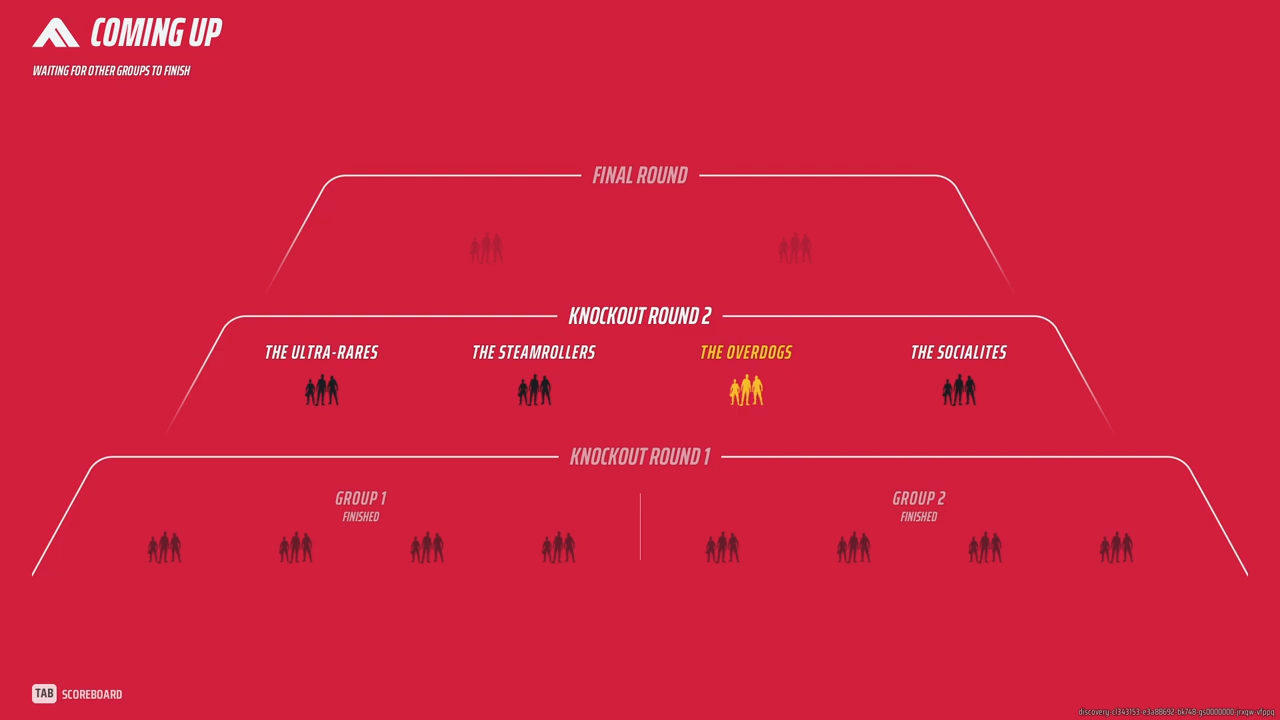 COMING UP
WAITING FOR OTHER GROUPS TO FINISH
FINAL ROUND
KNOCKOUT ROUND 2
THE ULTRA-RARES
THE STEAMROLLERS
THE OVERDOGS
THE SOCIALITES
KNOCKOUT ROUND 1
GROUP 1
FINISHED
GROUP 2
FINISHED
TAB SCOREBOARD